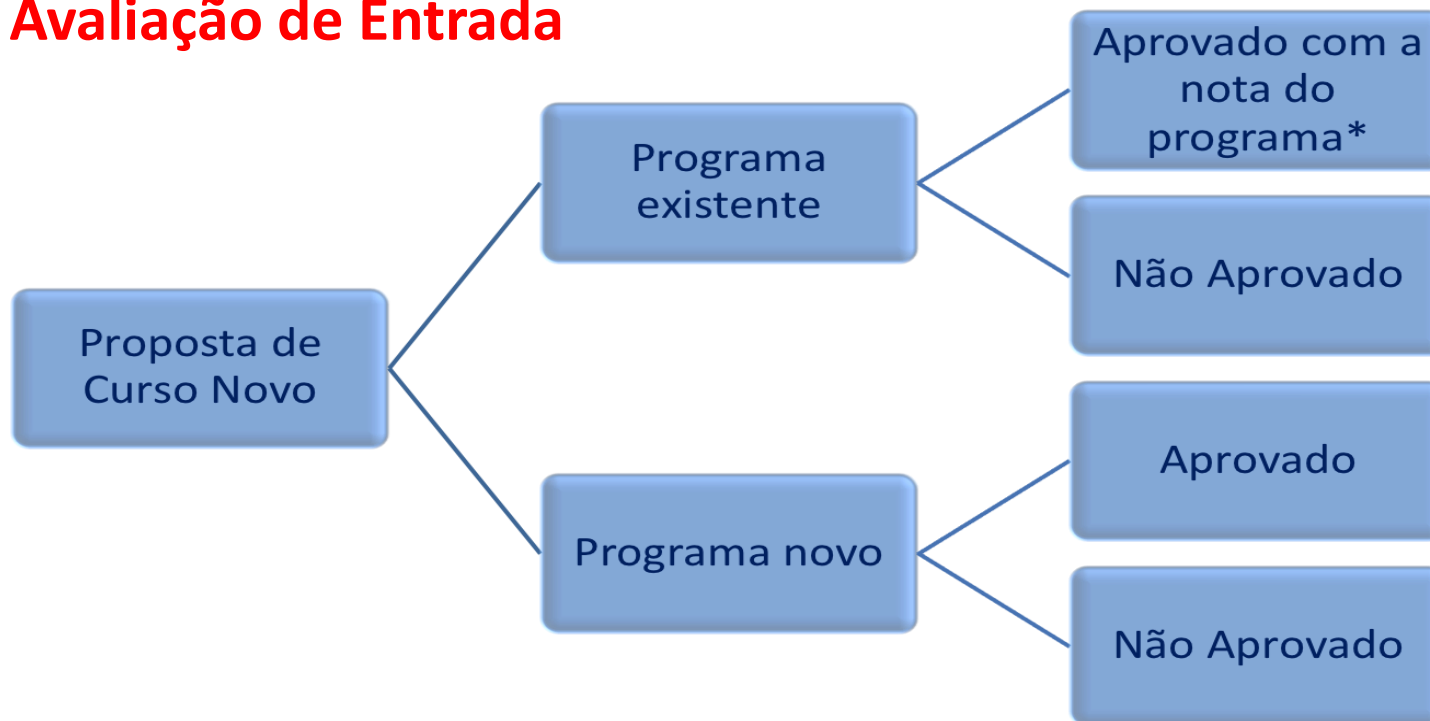 Avaliação de Entrada
Proposta de
Curso Novo
Programa
existente
Programa novo
Aprovado com a
nota do
programa*
Não Aprovado
Aprovado
Não Aprovado